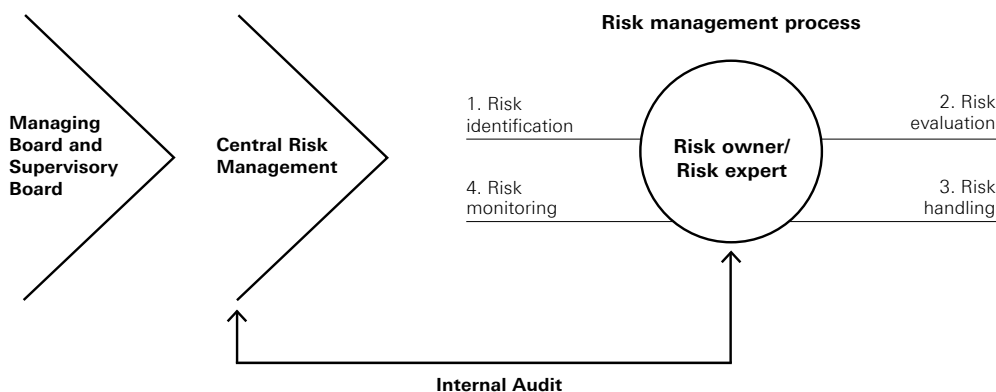 Risk management process
Managing
Board and
Supervisory
Board
Central Risk
Management
1. Risk
identification
2. Risk
evaluation
Risk owner/
Risk expert
4. Risk
monitoring
3. Risk
handling
Internal Audit